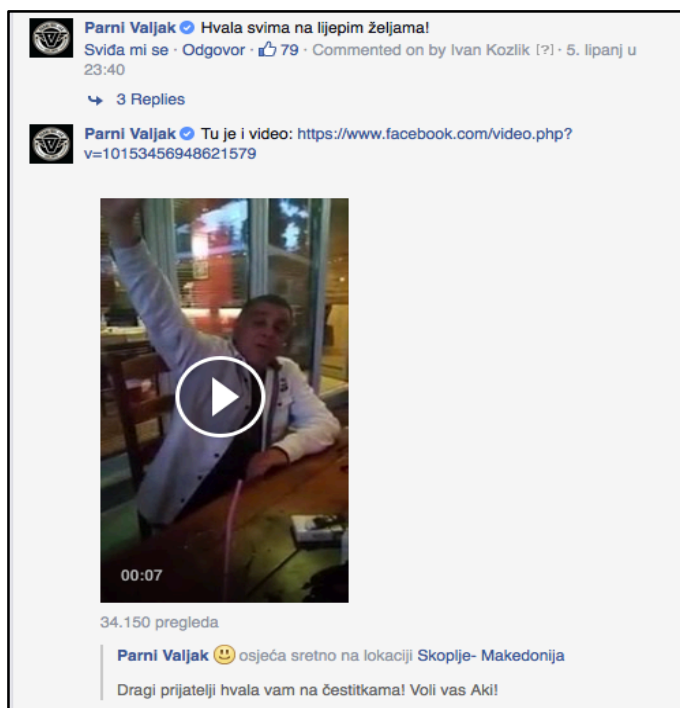 Parni Valjak Hvala svima na lijepim željama!
Sviđa mi se · Odgovor · 79 · Commented on by Ivan Kozlik [?] · 5. lipanj u
23:40
3 Replies
Parni Valjak Tu je i video: https://www.facebook.com/video.php?
v=10153456948621579
00:07
34.150 pregleda
Parni Valjak osjeća sretno na lokaciji Skoplje- Makedonija
Dragi prijatelji hvala vam na čestitkama! Voli vas Aki!